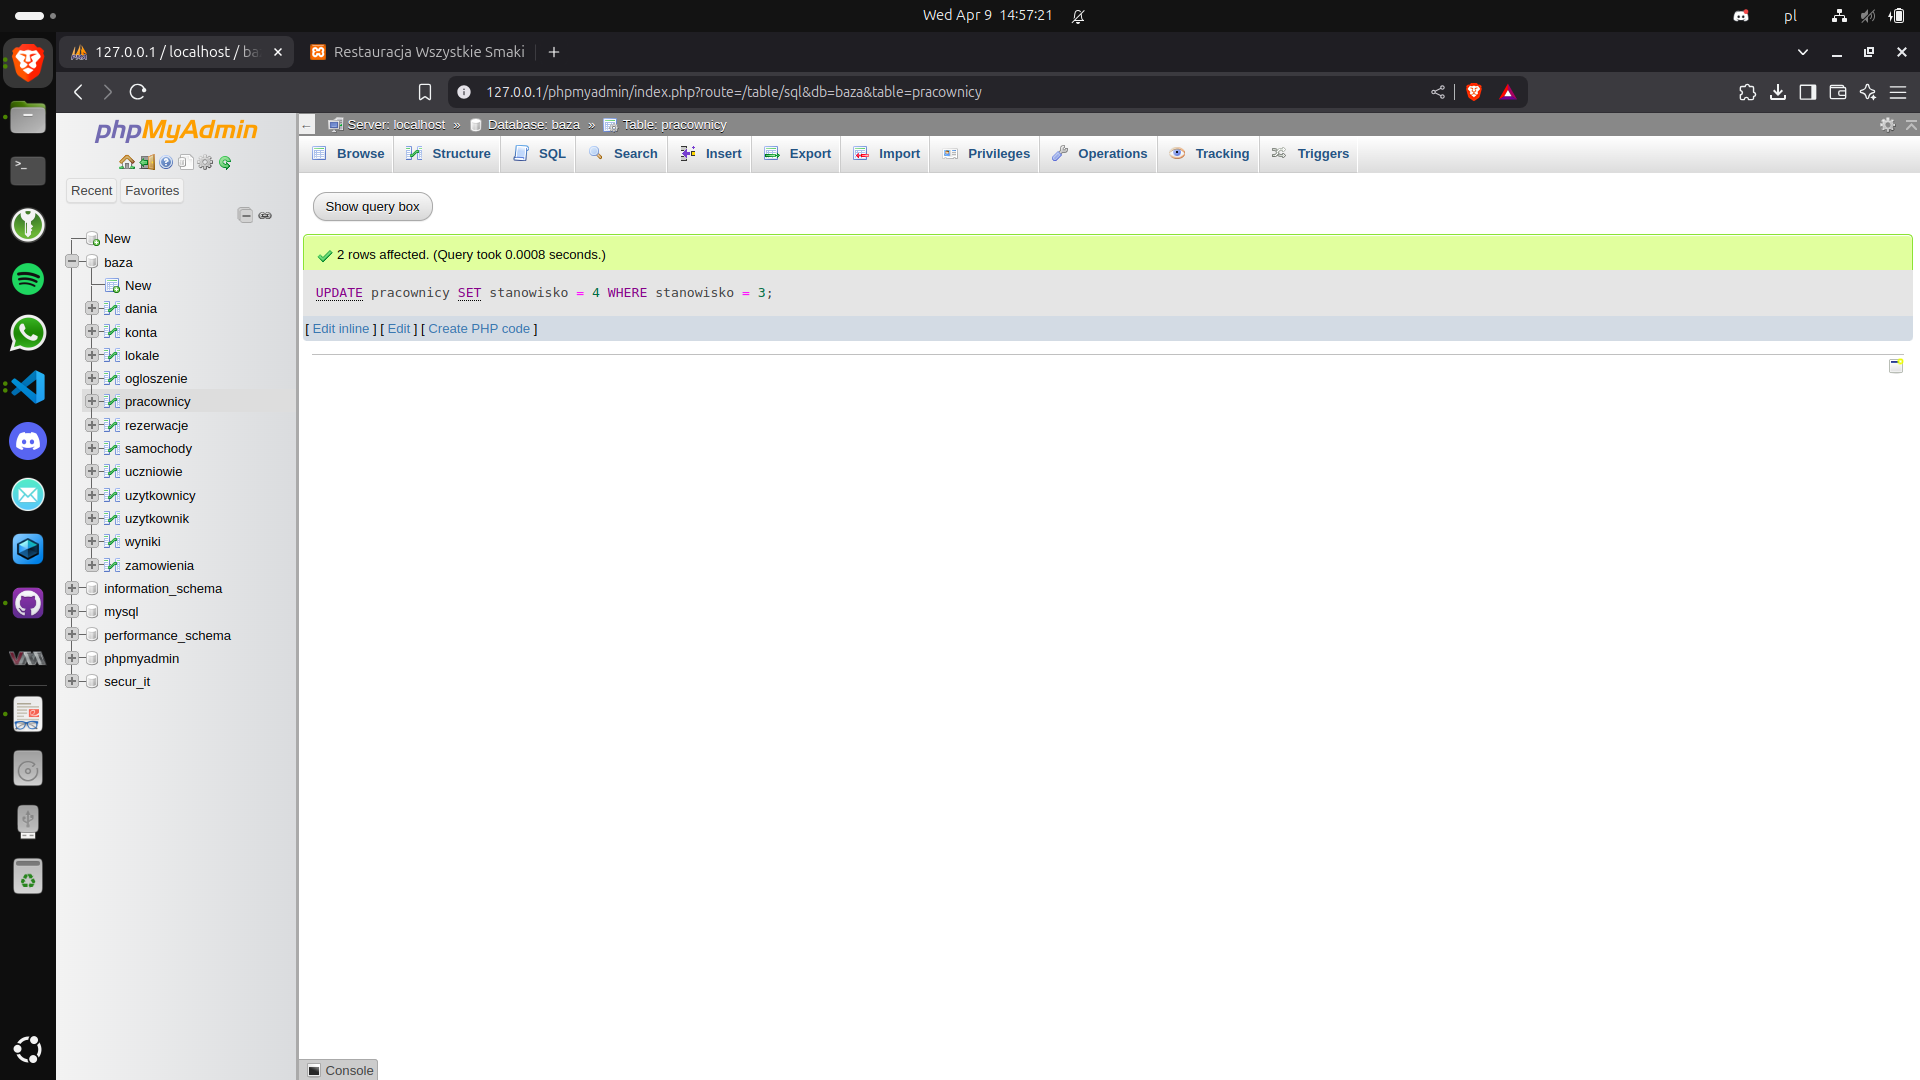 Wed Apr 9 14:57:21
pl
127.0.0.1 / localhost / ba
Restauracja Wszystkie Smaki
127.0.0.1/phpmyadmin/index.php?route=/table/sql&db=baza&table=pracownicy
phpMyAdmin
Recent Favorites
New
baza
New
dania
konta
lokale
ogloszenie
pracownicy
rezerwacje
samochody
uczniowie
uzytkownicy
uzytkownik
wyniki
zamowienia
information_schema
mysql
performance_schema
phpmyadmin
secur_it
Server: localhost » Database: baza » Table: pracownicy
Browse Structure SQL Search Insert Export Import Privileges Operations Tracking Triggers
Show query box
2 rows affected. (Query took 0.0008 seconds.)
UPDATE pracownicy SET stanowisko = 4 WHERE stanowisko = 3;
[ Edit inline ] [ Edit ] [ Create PHP code ]
Console